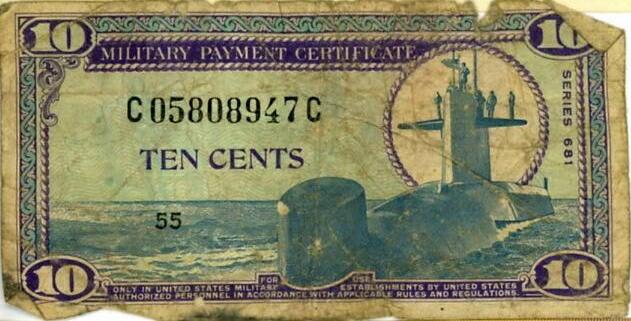 10 10
MILITARY PAYMENT CERTIFICATE
C05808947C
SERIES 681
TEN CENTS
55
FOR USE
ONLY IN UNITED STATES MILITARY ESTABLISHMENTS BY UNITED STATES
AUTHORIZED PERSONNEL IN ACCORDANCE WITH APPLICABLE RULES AND REGULATIONS.
10 10